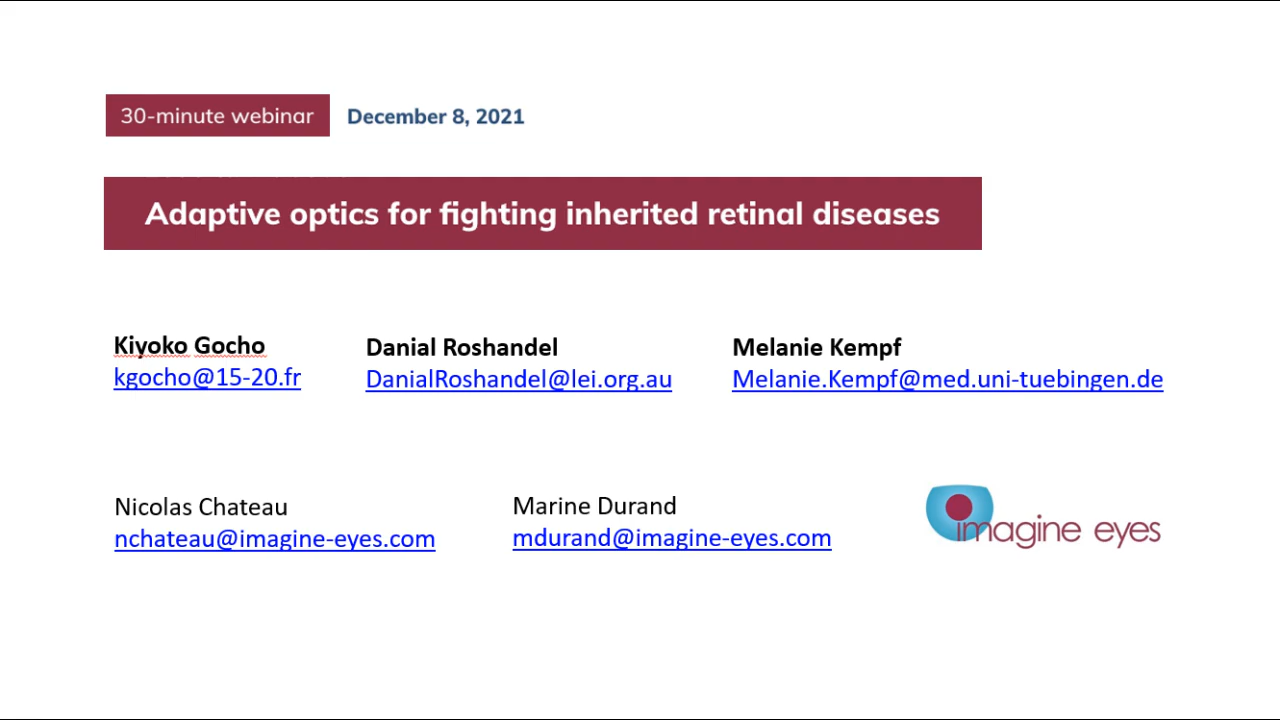 30-minute webinar December 8, 2021
Adaptive optics for fighting inherited retinal diseases
Kiyoko Gocho Danial Roshandel Melanie Kempf
kgocho@15-20.fr DanialRoshandel@lei.org.au Melanie.Kempf@med.uni-tuebingen.de
Nicolas Chateau Marine Durand
nchateau@imagine-eyes.com mdurand@imagine-eyes.com imagine eyes